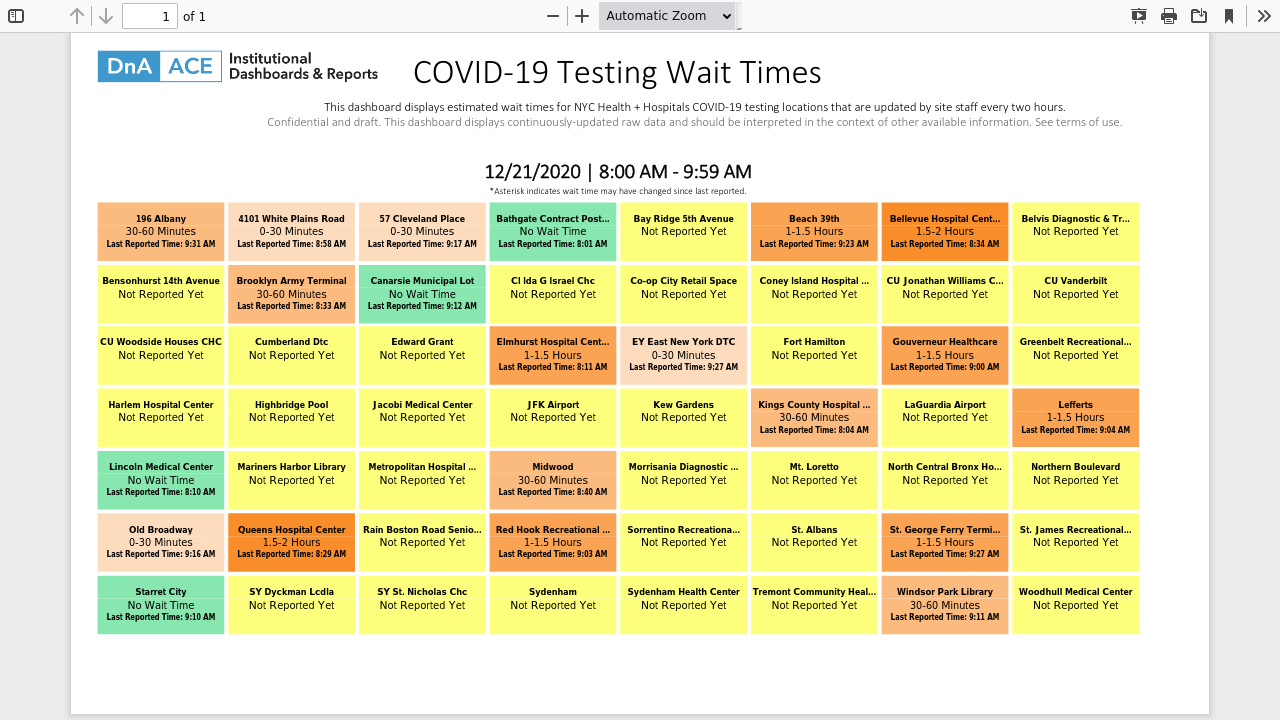 1 of 1
Automatic Zoom
DnA ACE Institutional Dashboards & Reports
COVID-19 Testing Wait Times
This dashboard displays estimated wait times for NYC Health + Hospitals COVID-19 testing locations that are updated by site staff every two hours.
Confidential and draft. This dashboard displays continuously-updated raw data and should be interpreted in the context of other available information. See terms of use.
12/21/2020 | 8:00 AM - 9:59 AM
*Asterisk indicates wait time may have changed since last reported.
196 Albany
30-60 Minutes
Last Reported Time: 9:31 AM
4101 White Plains Road
0-30 Minutes
Last Reported Time: 8:58 AM
57 Cleveland Place
0-30 Minutes
Last Reported Time: 9:17 AM
Bathgate Contract Post...
No Wait Time
Last Reported Time: 8:01 AM
Bay Ridge 5th Avenue
Not Reported Yet
Beach 39th
1-1.5 Hours
Last Reported Time: 9:23 AM
Bellevue Hospital Cent...
1.5-2 Hours
Last Reported Time: 8:34 AM
Belvis Diagnostic & Tr...
Not Reported Yet
Bensonhurst 14th Avenue
Not Reported Yet
Brooklyn Army Terminal
30-60 Minutes
Last Reported Time: 8:33 AM
Canarsie Municipal Lot
No Wait Time
Last Reported Time: 9:12 AM
Cl Ida G Israel Chc
Not Reported Yet
Co-op City Retail Space
Not Reported Yet
Coney Island Hospital ...
Not Reported Yet
CU Jonathan Williams C...
Not Reported Yet
CU Vanderbilt
Not Reported Yet
CU Woodside Houses CHC
Not Reported Yet
Cumberland Dtc
Not Reported Yet
Edward Grant
Not Reported Yet
Elmhurst Hospital Cent...
1-1.5 Hours
Last Reported Time: 8:11 AM
EY East New York DTC
0-30 Minutes
Last Reported Time: 9:27 AM
Fort Hamilton
Not Reported Yet
Gouverneur Healthcare
1-1.5 Hours
Last Reported Time: 9:00 AM
Greenbelt Recreational...
Not Reported Yet
Harlem Hospital Center
Not Reported Yet
Highbridge Pool
Not Reported Yet
Jacobi Medical Center
Not Reported Yet
JFK Airport
Not Reported Yet
Kew Gardens
Not Reported Yet
Kings County Hospital ...
30-60 Minutes
Last Reported Time: 8:04 AM
LaGuardia Airport
Not Reported Yet
Lefferts
1-1.5 Hours
Last Reported Time: 9:04 AM
Lincoln Medical Center
No Wait Time
Last Reported Time: 8:10 AM
Mariners Harbor Library
Not Reported Yet
Metropolitan Hospital ...
Not Reported Yet
Midwood
30-60 Minutes
Last Reported Time: 8:40 AM
Morrisania Diagnostic ...
Not Reported Yet
Mt. Loretto
Not Reported Yet
North Central Bronx Ho...
Not Reported Yet
Northern Boulevard
Not Reported Yet
Old Broadway
0-30 Minutes
Last Reported Time: 9:16 AM
Queens Hospital Center
1.5-2 Hours
Last Reported Time: 8:29 AM
Rain Boston Road Senio...
Not Reported Yet
Red Hook Recreational ...
1-1.5 Hours
Last Reported Time: 9:03 AM
Sorrentino Recreationa...
Not Reported Yet
St. Albans
Not Reported Yet
St. George Ferry Termi...
1-1.5 Hours
Last Reported Time: 9:27 AM
St. James Recreational...
Not Reported Yet
Starret City
No Wait Time
Last Reported Time: 9:10 AM
SY Dyckman Lcdla
Not Reported Yet
SY St. Nicholas Chc
Not Reported Yet
Sydenham
Not Reported Yet
Sydenham Health Center
Not Reported Yet
Tremont Community Heal...
Not Reported Yet
Windsor Park Library
30-60 Minutes
Last Reported Time: 9:11 AM
Woodhull Medical Center
Not Reported Yet